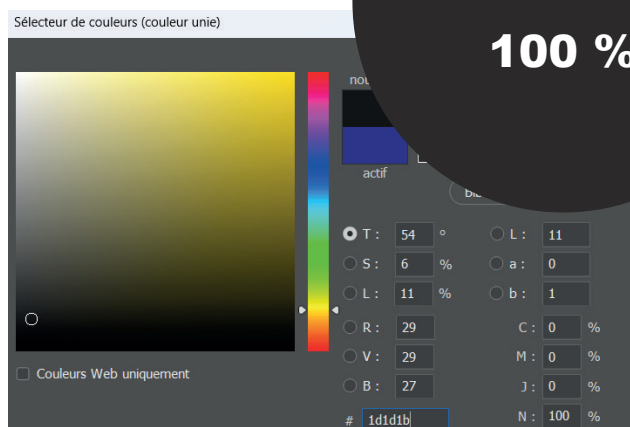 Sélecteur de couleurs (couleur unie)
100 %
actif
T : 54 °
L : 11
S : 6 %
a : 0
L : 11 %
b : 1
R : 29
C : 0 %
V : 29
M : 0 %
Couleurs Web uniquement
B : 27
J : 0 %
# 1d1d1b
N : 100 %